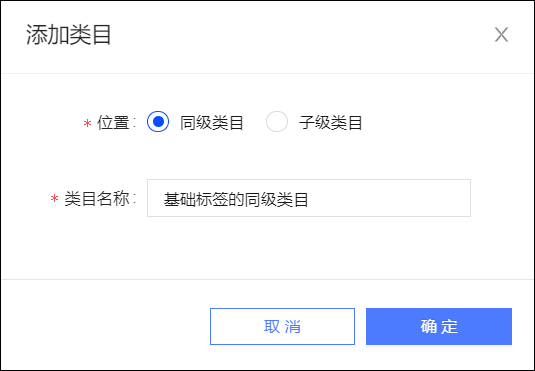 添加类目
* 位置: 同级类目 子级类目
* 类目名称: 基础标签的同级类目
取 消 确 定